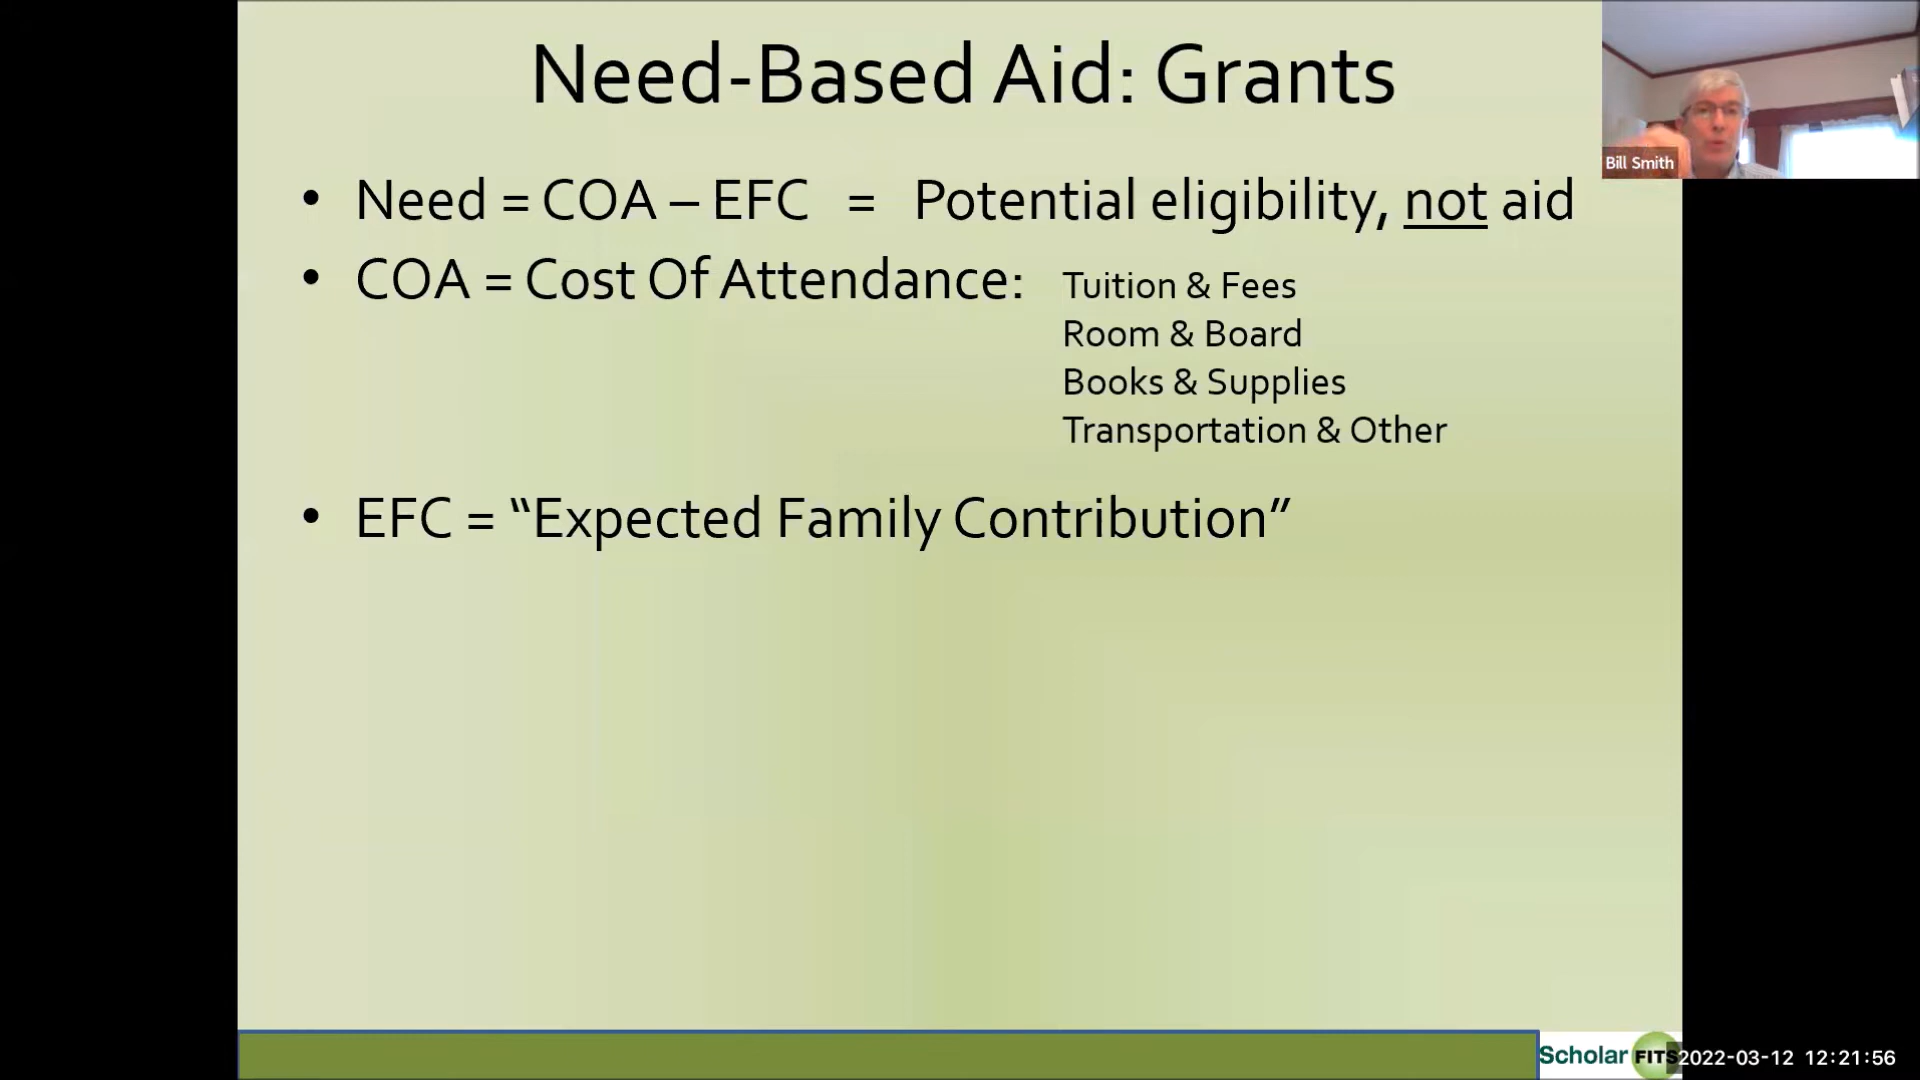 Need-Based Aid: Grants
Bill Smith
• Need = COA – EFC = Potential eligibility, not aid
• COA = Cost Of Attendance: Tuition & Fees
Room & Board
Books & Supplies
Transportation & Other
• EFC = “Expected Family Contribution”
Scholar FITS
2022-03-12 12:21:56